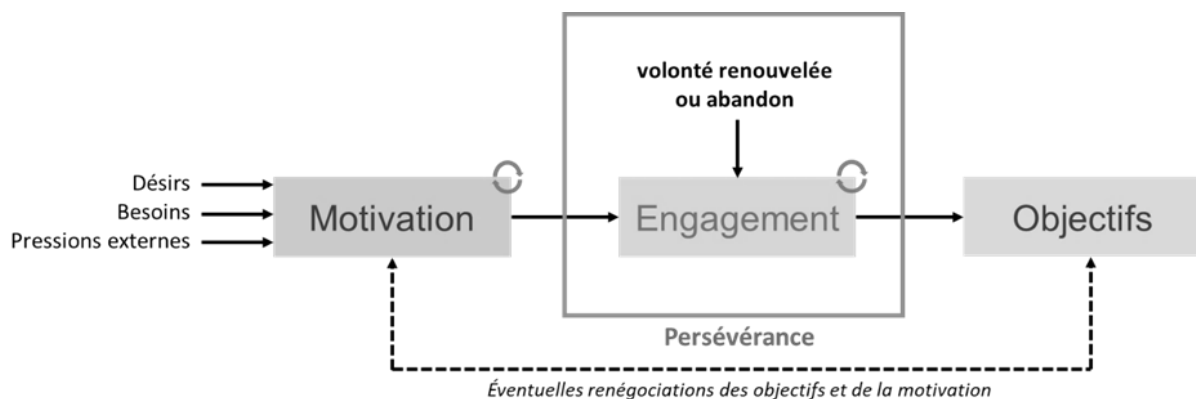 volonté renouvelée
ou abandon
Désirs
Besoins
Pressions externes
Motivation
Engagement
Objectifs
Persévérance
Éventuelles renégociations des objectifs et de la motivation